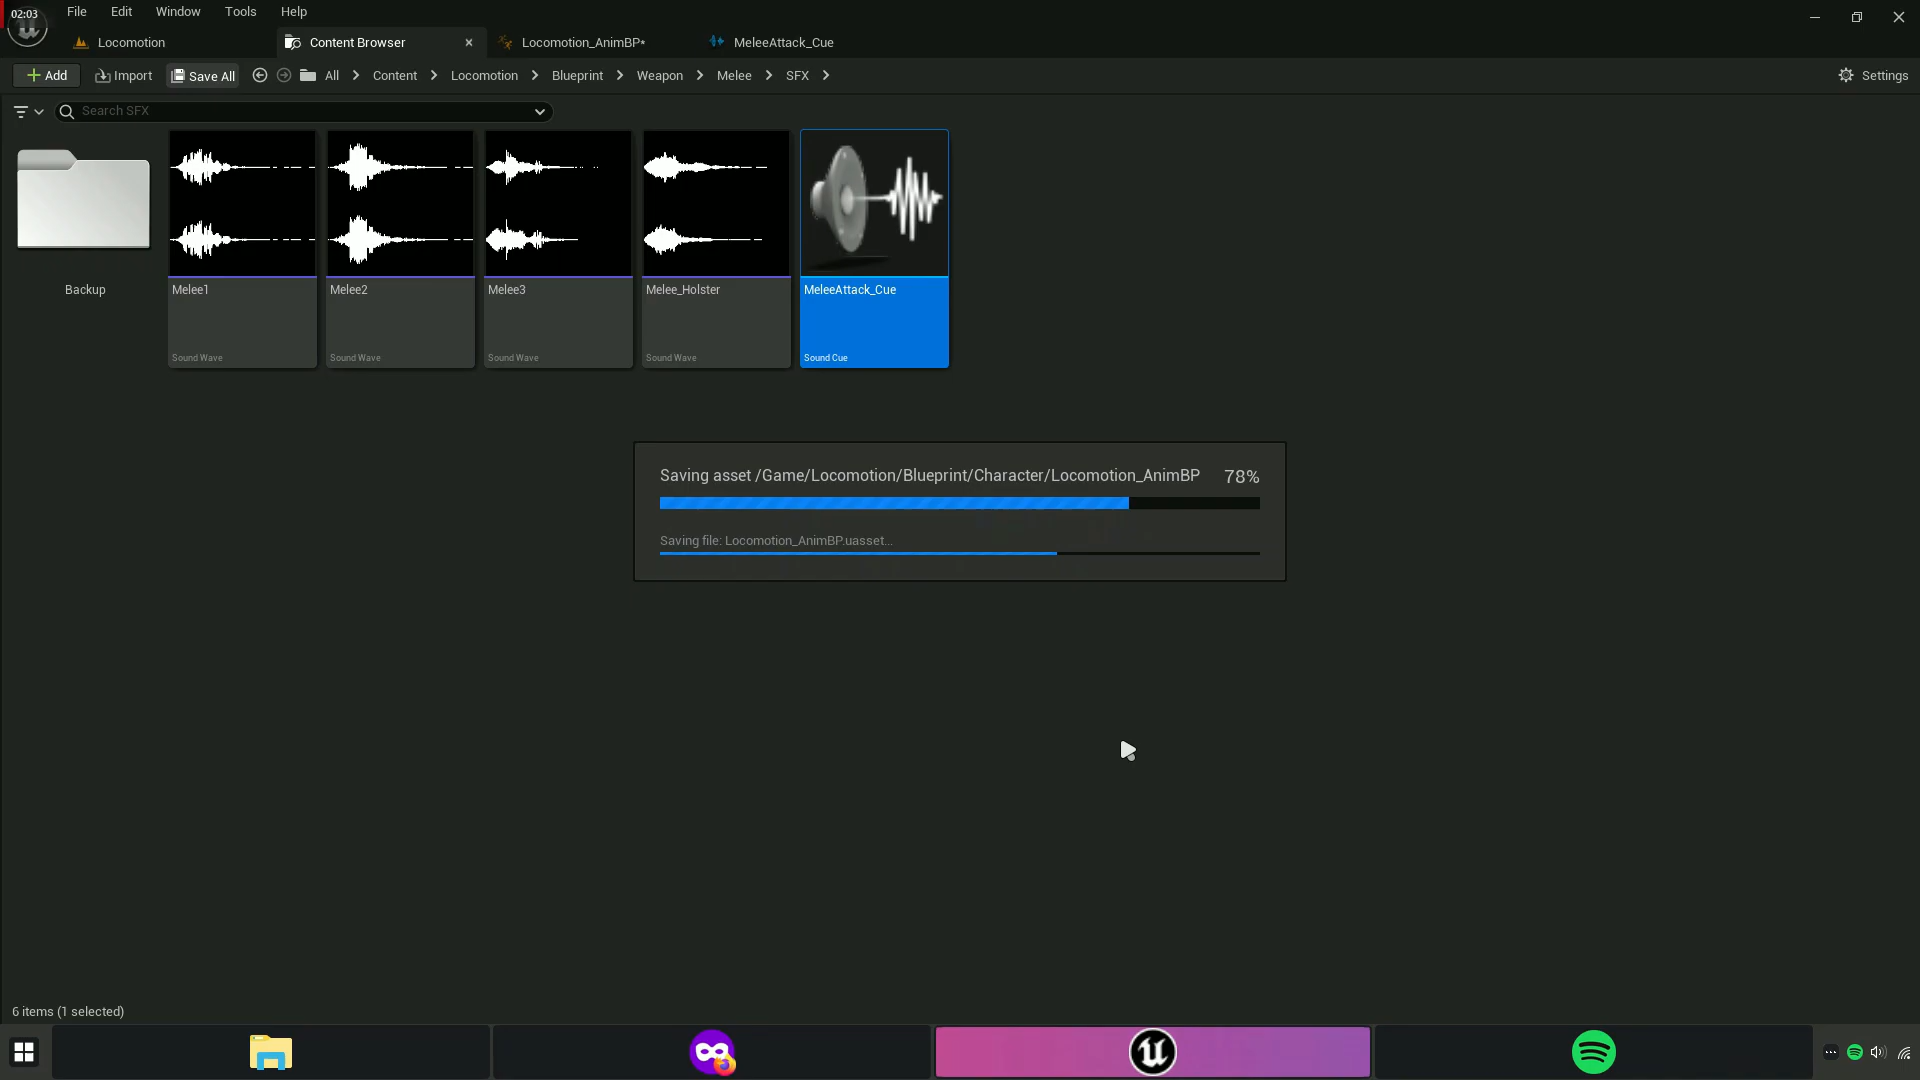 02:03
File Edit Window Tools Help
Locomotion Content Browser Locomotion_AnimBP* MeleeAttack_Cue
Add Import Save All All Content Locomotion Blueprint Weapon Melee SFX Settings
Search SFX
Backup Melee1 Melee2 Melee3 Melee_Holster MeleeAttack_Cue
Sound Wave Sound Wave Sound Wave Sound Wave Sound Cue
Saving asset /Game/Locomotion/Blueprint/Character/Locomotion_AnimBP 78%
Saving file: Locomotion_AnimBP.uasset...
6 items (1 selected)